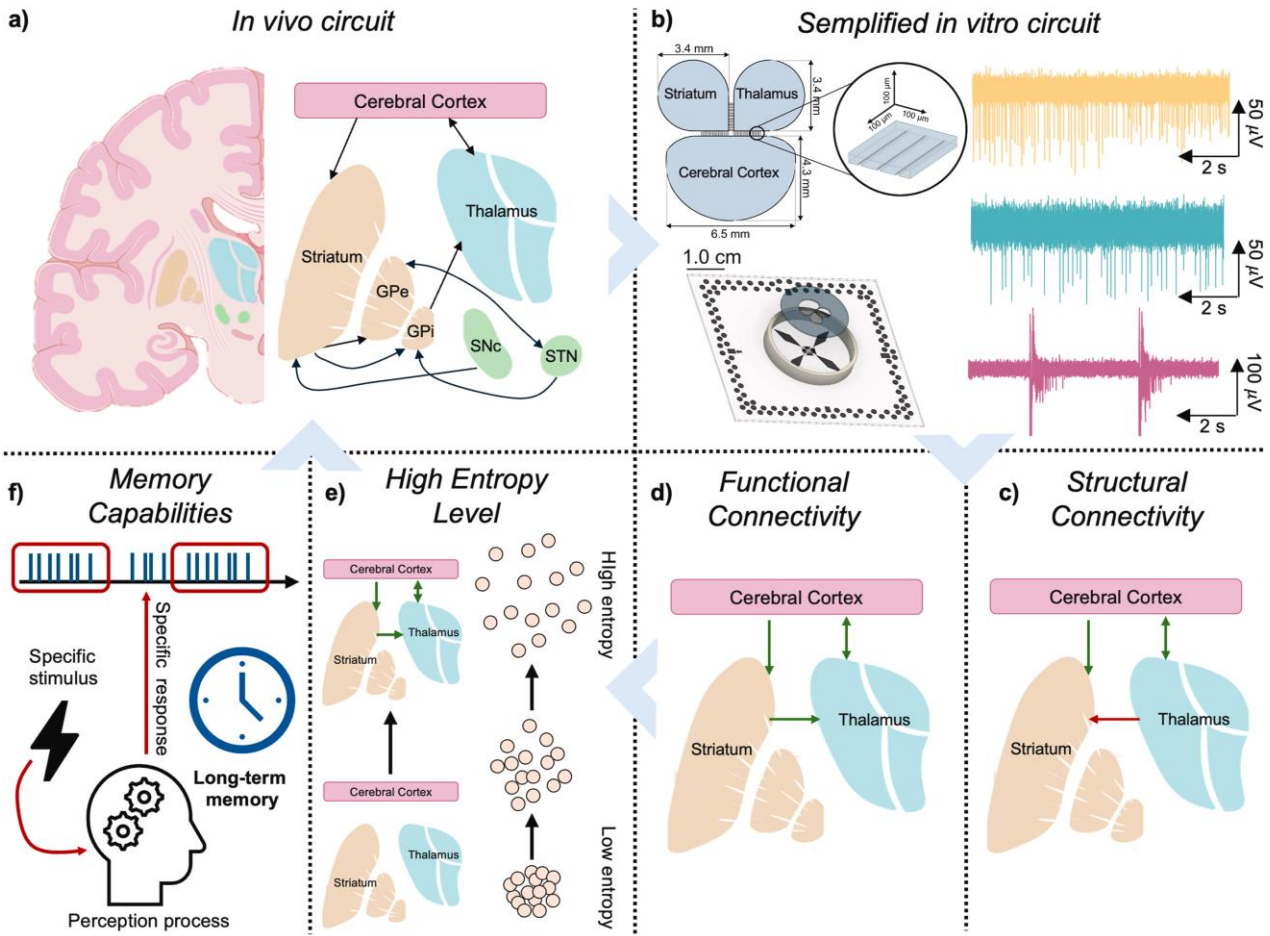 a)
In vivo circuit
Cerebral Cortex
Striatum
Thalamus
GPe
GPi
SNc
STN
b)
Semplified in vitro circuit
3.4 mm
Striatum
Thalamus
3.4 mm
Cerebral Cortex
4.3 mm
6.5 mm
100 µm
100 µm
100 µm
1.0 cm
50 µV
2 s
50 µV
2 s
100 µV
2 s
f)
Memory
Capabilities
Specific
stimulus
Specific response
Long-term
memory
Perception process
e)
High Entropy
Level
Cerebral Cortex
Striatum
Thalamus
Cerebral Cortex
Striatum
Thalamus
HIgh entropy
Low entropy
d)
Functional
Connectivity
Cerebral Cortex
Striatum
Thalamus
c)
Structural
Connectivity
Cerebral Cortex
Striatum
Thalamus